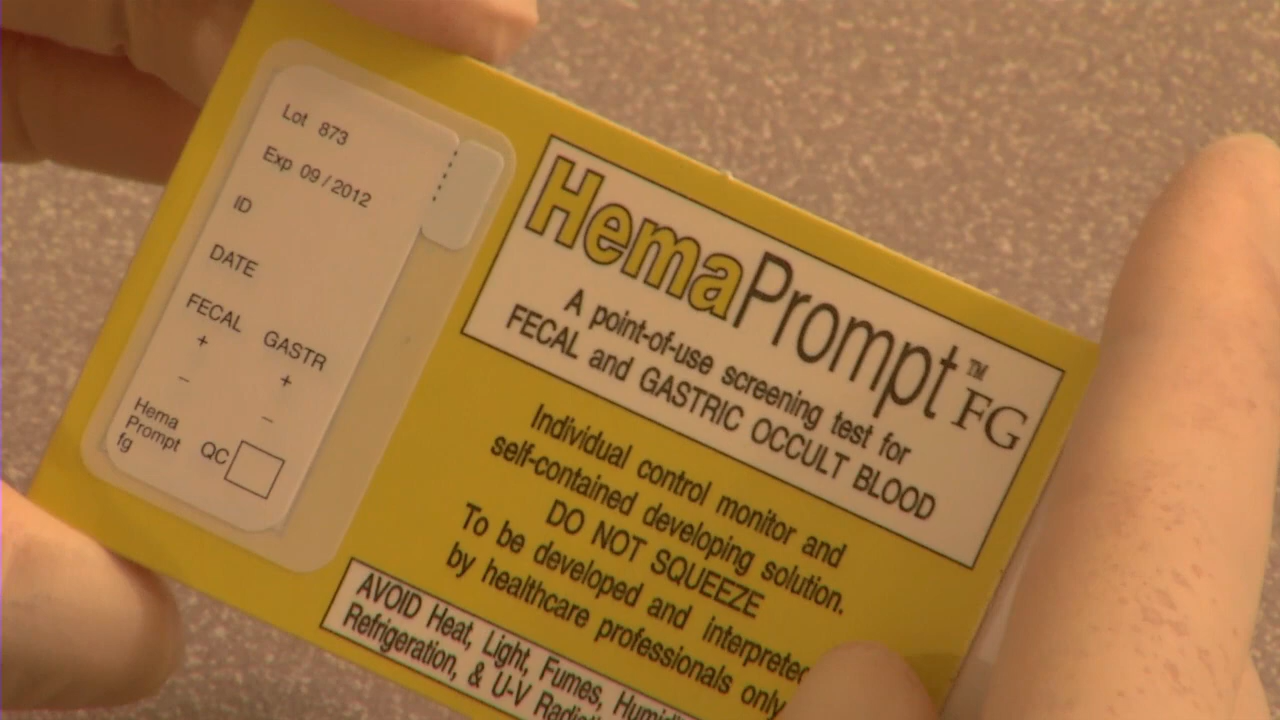 Lot 873
Exp 09/2012
ID
DATE
FECAL GASTR
+ +
– –
Hema
Prompt
fg
QC
HemaPrompt™ FG
A point-of-use screening test for
FECAL and GASTRIC OCCULT BLOOD
Individual control monitor and
self-contained developing solution.
DO NOT SQUEEZE
To be developed and interpreted
by healthcare professionals only
AVOID Heat, Light, Fumes,
Refrigeration, & U-V